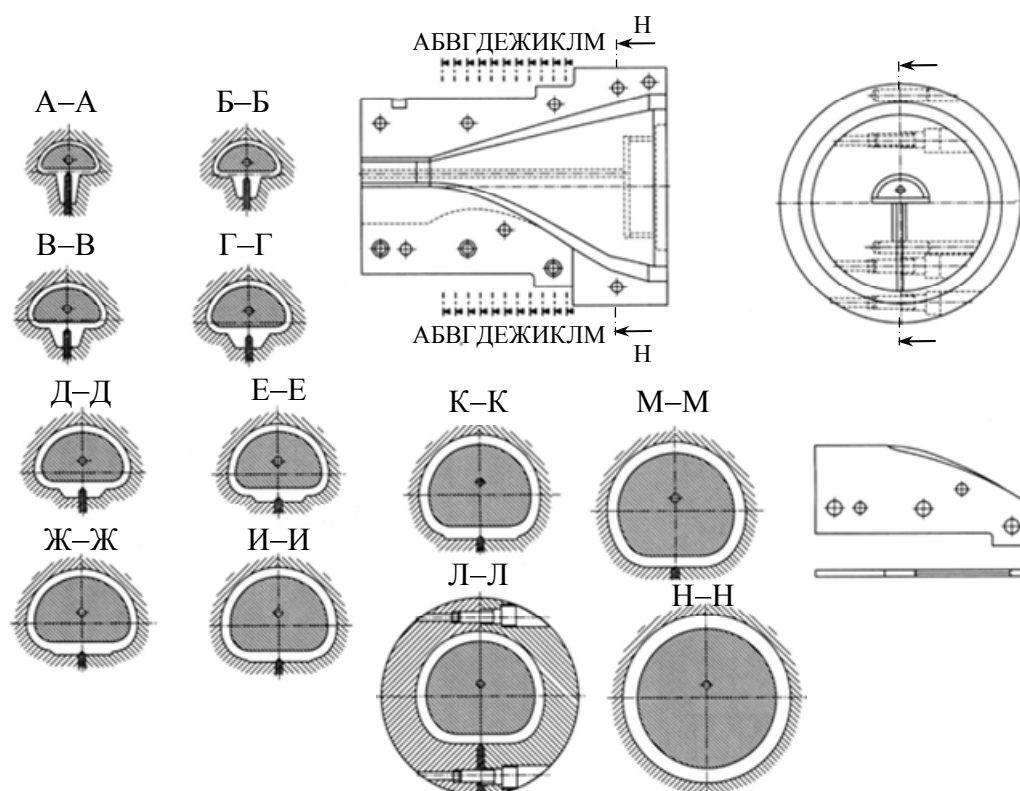 Н
АБВГДЕЖИКЛМ
А–А
Б–Б
В–В
Г–Г
АБВГДЕЖИКЛМ
Н
Д–Д
Е–Е
К–К
М–М
Ж–Ж
И–И
Л–Л
Н–Н